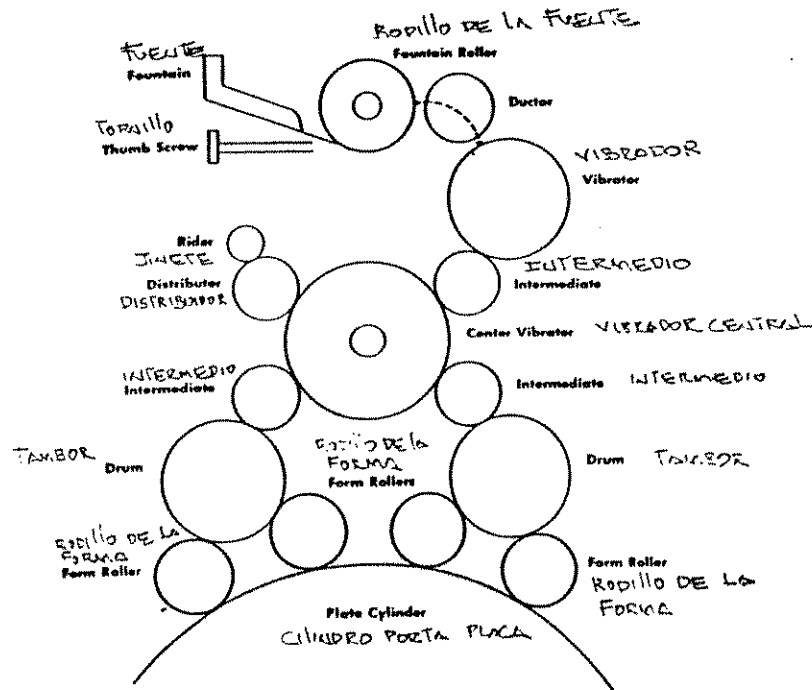 RODILLO DE LA FUENTE
Fountain Roller
FUENTE
Fountain
Ductor
TORNILLO
Thumb Screw
VIBRADOR
Vibrator
Rider
JINETE
INTERMEDIO
Intermediate
Distributor
DISTRIBUIDOR
Center Vibrator VIBRADOR CENTRAL
INTERMEDIO
Intermediate
Intermediate INTERMEDIO
RODILLO DE LA
FORMA
Form Rollers
TAMBOR Drum
Drum TAMBOR
RODILLO DE LA
FORMA
Form Roller
Form Roller
RODILLO DE LA
FORMA
Plate Cylinder
CILINDRO PORTA PLACA